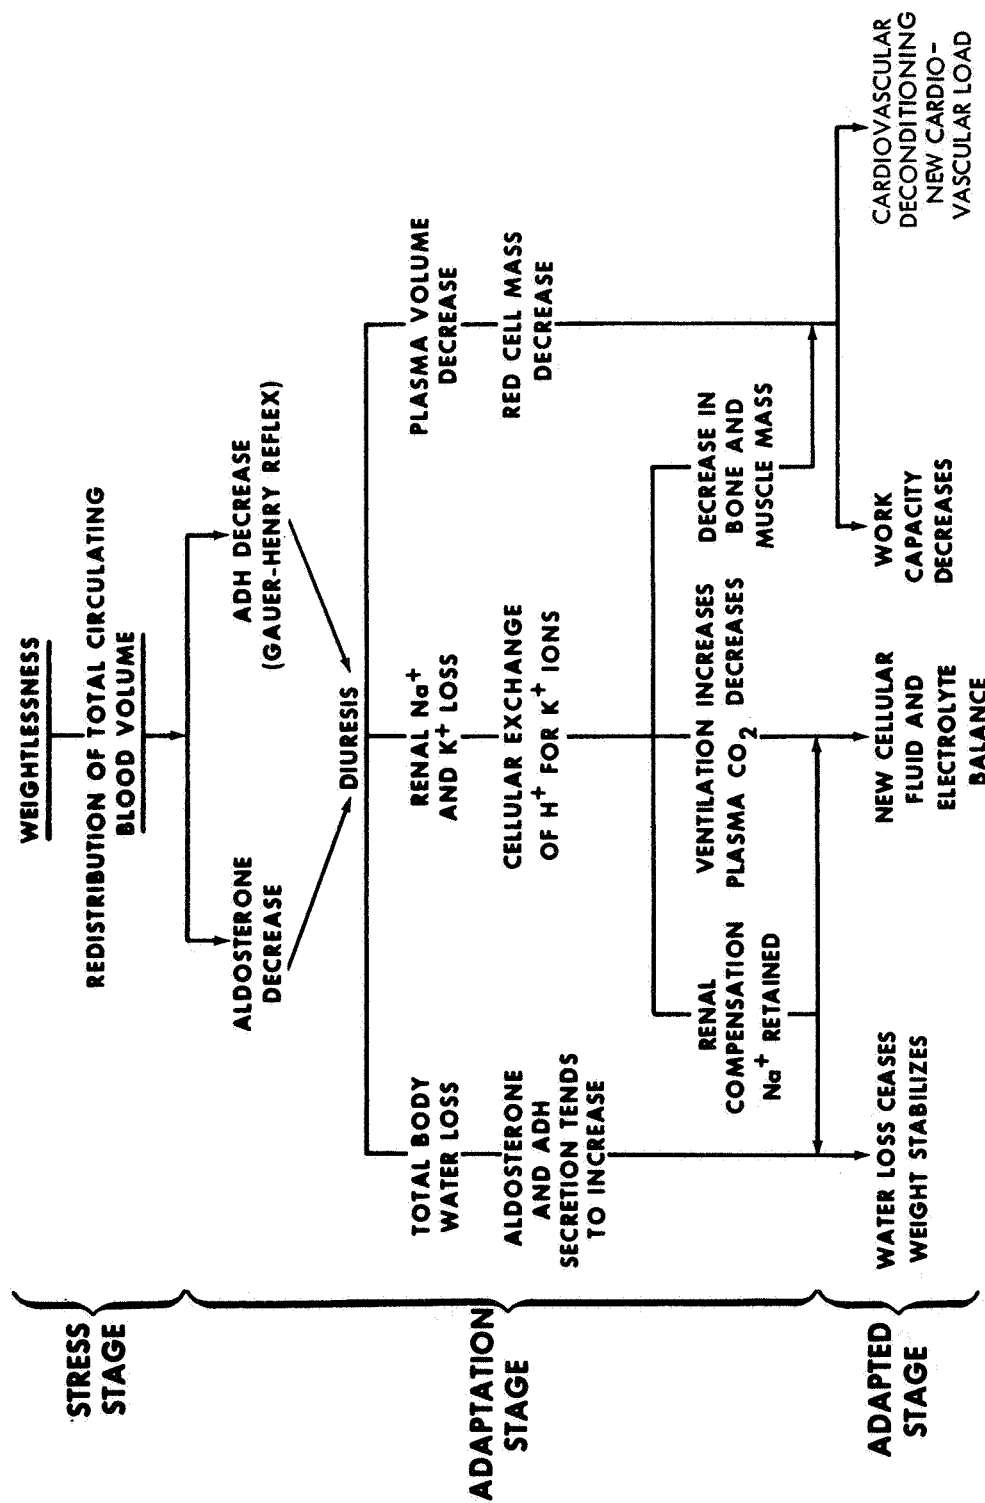 WEIGHTLESSNESS
REDISTRIBUTION OF TOTAL CIRCULATING
BLOOD VOLUME
STRESS
STAGE
ALDOSTERONE
DECREASE
ADH DECREASE
(GAUER-HENRY REFLEX)
DIURESIS
ADAPTATION
STAGE
TOTAL BODY
WATER LOSS
RENAL Na⁺
AND K⁺ LOSS
PLASMA VOLUME
DECREASE
ALDOSTERONE
AND ADH
SECRETION TENDS
TO INCREASE
CELLULAR EXCHANGE
OF H⁺ FOR K⁺ IONS
RED CELL MASS
DECREASE
RENAL
COMPENSATION
Na⁺ RETAINED
VENTILATION INCREASES
PLASMA CO₂ DECREASES
DECREASE IN
BONE AND
MUSCLE MASS
ADAPTED
STAGE
WATER LOSS CEASES
WEIGHT STABILIZES
NEW CELLULAR
FLUID AND
ELECTROLYTE
BALANCE
WORK
CAPACITY
DECREASES
CARDIOVASCULAR
DECONDITIONING
NEW CARDIO-
VASCULAR LOAD